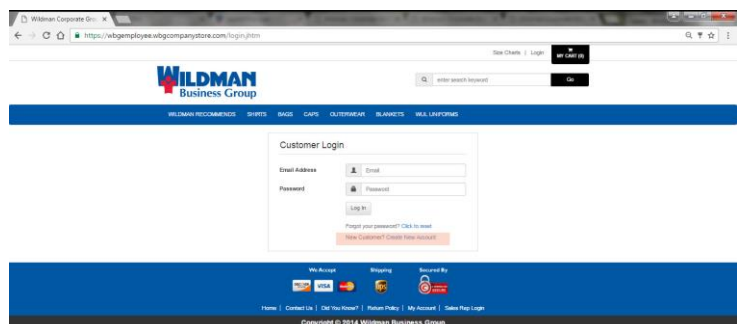 Wildman Corporate Gro
https://wbgemployee.wbgcompanystore.com/login.jhtm
Size Charts | Login
MY CART (0)
WILDMAN
Business Group
enter search keyword
Go
WILDMAN RECOMMENDS SHIRTS BAGS CAPS OUTERWEAR BLANKETS WUL UNIFORMS
Customer Login
Email Address
Email
Password
Password
Log In
Forgot your password? Click to reset
New Customer? Create New Account
We Accept Shipping Secured By
VISA
ups
Home | Contact Us | Did You Know? | Return Policy | My Account | Sales Rep Login
Copyright © 2014 Wildman Business Group